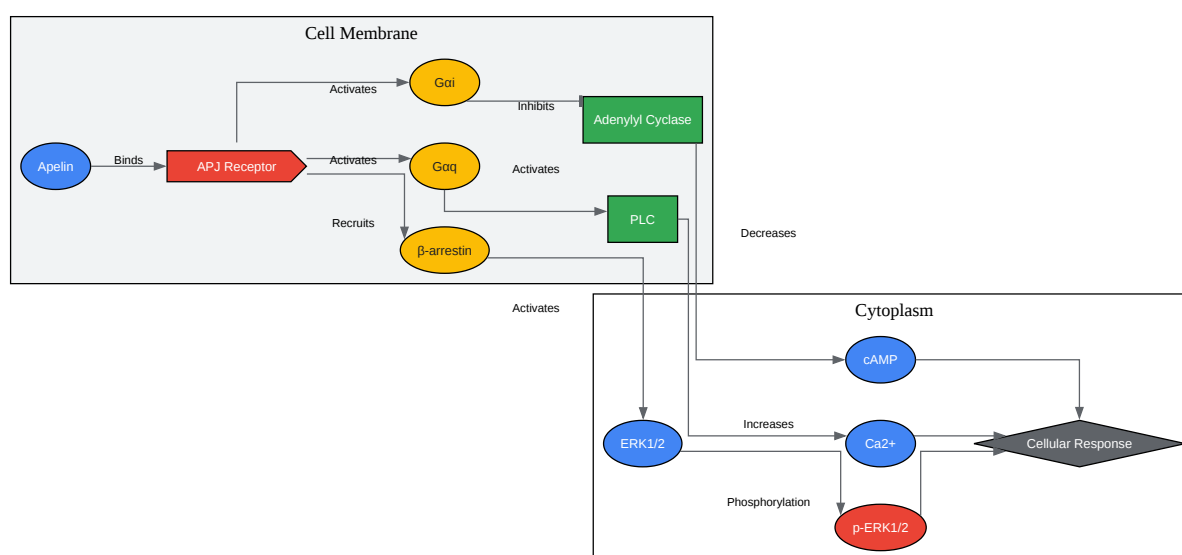 Cell Membrane
Gαi
Activates
Inhibits
Adenylyl Cyclase
Apelin
Binds
APJ Receptor
Activates
Gαq
Activates
PLC
Recruits
β-arrestin
Decreases
Activates
Cytoplasm
cAMP
Increases
ERK1/2
Ca2+
Cellular Response
Phosphorylation
p-ERK1/2